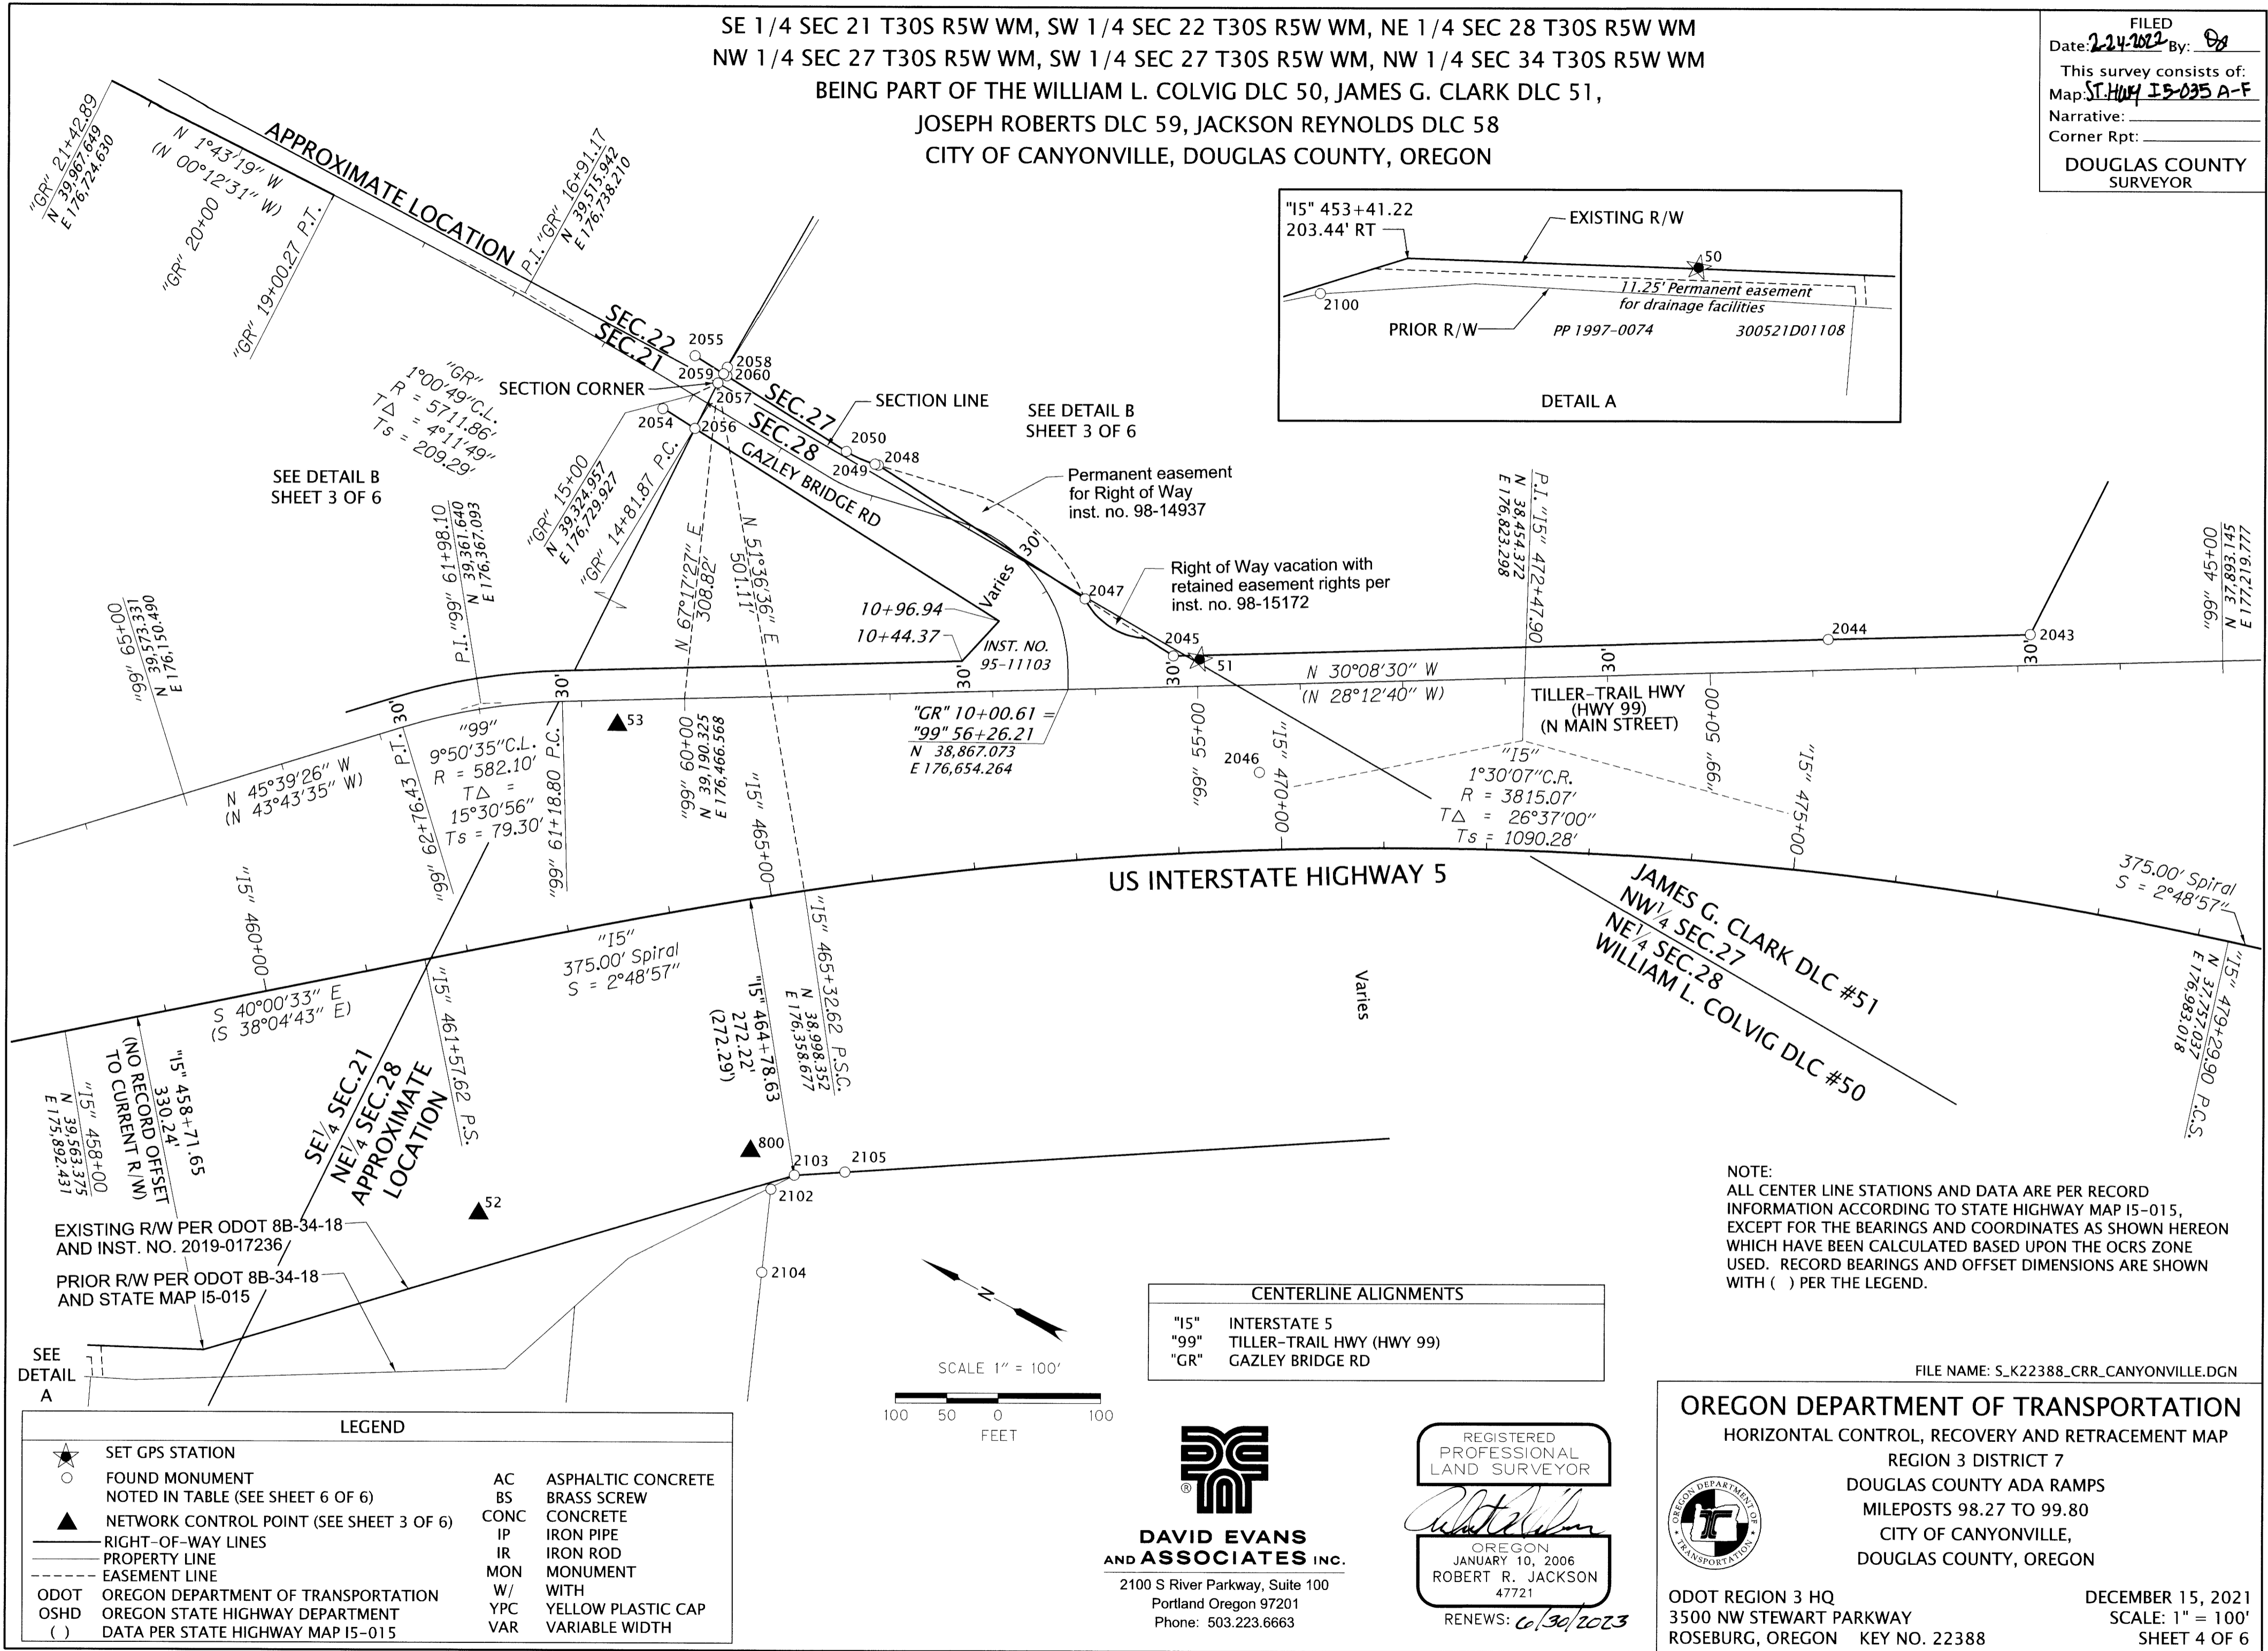 SE 1/4 SEC 21 T30S R5W WM, SW 1/4 SEC 22 T30S R5W WM, NE 1/4 SEC 28 T30S R5W WM
NW 1/4 SEC 27 T30S R5W WM, SW 1/4 SEC 27 T30S R5W WM, NW 1/4 SEC 34 T30S R5W WM
BEING PART OF THE WILLIAM L. COLVIG DLC 50, JAMES G. CLARK DLC 51,
JOSEPH ROBERTS DLC 59, JACKSON REYNOLDS DLC 58
CITY OF CANYONVILLE, DOUGLAS COUNTY, OREGON
FILED
Date: 2-24-2022 By:
This survey consists of:
Map: ST. HWY I5-035 A-F
Narrative:
Corner Rpt:
DOUGLAS COUNTY
SURVEYOR
"GR" 21+42.89
N 39,967.649
E 176,724.630
N 1°43'19" W
(N 00°12'31" W)
"GR" 20+00
"GR" 19+00.27 P.T.
APPROXIMATE LOCATION
P.I. "GR" 16+91.17
N 39,515.942
E 176,738.210
"I5" 453+41.22
203.44' RT
EXISTING R/W
50
2100
11.25' Permanent easement
for drainage facilities
PRIOR R/W
PP 1997-0074
300521D01108
DETAIL A
SEC.22
SEC.21
2055
2058
2059
2060
SECTION CORNER
2057
2054
2056
SEC.27
SEC.28
SECTION LINE
SEE DETAIL B
SHEET 3 OF 6
2050
2048
2049
GAZLEY BRIDGE RD
"GR"
1°00'49"C.L.
R = 5711.86'
T△ = 4°11'49"
Ts = 209.29'
SEE DETAIL B
SHEET 3 OF 6
"GR" 15+00
N 39,324.957
E 176,729.927
"GR" 14+81.87 P.C.
P.I. "99" 61+98.10
N 39,361.640
E 176,367.093
N 67°17'27" E
308.82'
N 51°36'36" E
501.11'
Permanent easement
for Right of Way
inst. no. 98-14937
30'
Varies
Right of Way vacation with
retained easement rights per
inst. no. 98-15172
2047
P.I. "I5" 472+47.90
N 38,454.372
E 176,823.298
"99" 54+00
N 37,893.145
E 177,219.777
"99" 65+00
N 39,573.331
E 176,150.490
10+96.94
10+44.37
INST. NO.
95-11103
2045
51
30'
30'
30'
30'
30'
30'
2044
2043
N 30°08'30" W
(N 28°12'40" W)
TILLER-TRAIL HWY
(HWY 99)
(N MAIN STREET)
53
"99"
9°50'35"C.L.
R = 582.10'
T△ =
15°30'56"
Ts = 79.30'
"GR" 10+00.61 =
"99" 56+26.21
N 38,867.073
E 176,654.264
"99" 60+00
N 39,190.325
E 176,466.568
"99" 55+00
"99" 50+00
2046
N 45°39'26" W
(N 43°43'35" W)
"99" 62+76.43 P.T.
"99" 61+18.80 P.C.
"I5" 460+00
"I5" 465+00
"I5" 470+00
"I5" 475+00
"I5"
1°30'07"C.R.
R = 3815.07'
T△ = 26°37'00"
Ts = 1090.28'
US INTERSTATE HIGHWAY 5
JAMES G. CLARK DLC #51
NW¼ SEC.27
NE¼ SEC.28
WILLIAM L. COLVIG DLC #50
375.00' Spiral
S = 2°48'57"
"I5" 479+29.90 P.C.S.
N 37,757.037
E 176,983.018
"I5"
375.00' Spiral
S = 2°48'57"
S 40°00'33" E
(S 38°04'43" E)
"I5" 461+57.62 P.S.
"I5" 464+78.63
272.22'
(272.29')
"I5" 465+32.62 P.S.C.
N 38,998.352
E 176,358.677
Varies
"I5" 458+00
N 39,563.375
E 175,892.431
"I5" 458+71.65
330.24'
(NO RECORD OFFSET
TO CURRENT R/W)
SE¼ SEC.21
NE¼ SEC.28
APPROXIMATE
LOCATION
800
2103
2105
2102
52
2104
EXISTING R/W PER ODOT 8B-34-18
AND INST. NO. 2019-017236
PRIOR R/W PER ODOT 8B-34-18
AND STATE MAP I5-015
SEE
DETAIL
A
N
SCALE 1" = 100'
100 50 0 100
FEET
NOTE:
ALL CENTER LINE STATIONS AND DATA ARE PER RECORD
INFORMATION ACCORDING TO STATE HIGHWAY MAP I5-015,
EXCEPT FOR THE BEARINGS AND COORDINATES AS SHOWN HEREON
WHICH HAVE BEEN CALCULATED BASED UPON THE OCRS ZONE
USED. RECORD BEARINGS AND OFFSET DIMENSIONS ARE SHOWN
WITH ( ) PER THE LEGEND.
CENTERLINE ALIGNMENTS
"I5" INTERSTATE 5
"99" TILLER-TRAIL HWY (HWY 99)
"GR" GAZLEY BRIDGE RD
FILE NAME: S_K22388_CRR_CANYONVILLE.DGN
LEGEND
SET GPS STATION
FOUND MONUMENT
NOTED IN TABLE (SEE SHEET 6 OF 6)
NETWORK CONTROL POINT (SEE SHEET 3 OF 6)
RIGHT-OF-WAY LINES
PROPERTY LINE
EASEMENT LINE
ODOT OREGON DEPARTMENT OF TRANSPORTATION
OSHD OREGON STATE HIGHWAY DEPARTMENT
( ) DATA PER STATE HIGHWAY MAP I5-015
AC ASPHALTIC CONCRETE
BS BRASS SCREW
CONC CONCRETE
IP IRON PIPE
IR IRON ROD
MON MONUMENT
W/ WITH
YPC YELLOW PLASTIC CAP
VAR VARIABLE WIDTH
®
DAVID EVANS
AND ASSOCIATES INC.
2100 S River Parkway, Suite 100
Portland Oregon 97201
Phone: 503.223.6663
REGISTERED
PROFESSIONAL
LAND SURVEYOR
OREGON
JANUARY 10, 2006
ROBERT R. JACKSON
47721
RENEWS: 6/30/2023
OREGON DEPARTMENT OF TRANSPORTATION
HORIZONTAL CONTROL, RECOVERY AND RETRACEMENT MAP
REGION 3 DISTRICT 7
DOUGLAS COUNTY ADA RAMPS
MILEPOSTS 98.27 TO 99.80
CITY OF CANYONVILLE,
DOUGLAS COUNTY, OREGON
OREGON DEPARTMENT OF TRANSPORTATION
ODOT REGION 3 HQ
3500 NW STEWART PARKWAY
ROSEBURG, OREGON KEY NO. 22388
DECEMBER 15, 2021
SCALE: 1" = 100'
SHEET 4 OF 6